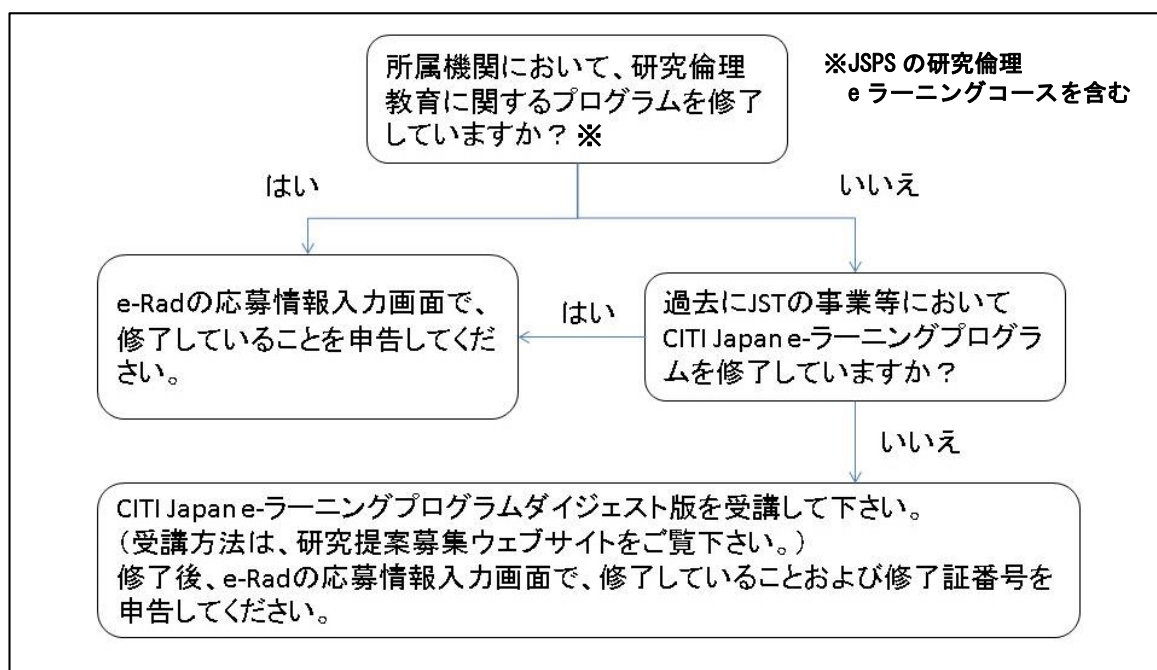 所属機関において、研究倫理
教育に関するプログラムを修了
していますか？※
※JSPS の研究倫理
e ラーニングコースを含む
はい
いいえ
e-Radの応募情報入力画面で、
修了していることを申告してくだ
さい。
はい
過去にJSTの事業等において
CITI Japan e-ラーニングプログラ
ムを修了していますか？
いいえ
CITI Japan e-ラーニングプログラムダイジェスト版を受講して下さい。
（受講方法は、研究提案募集ウェブサイトをご覧下さい。）
修了後、e-Radの応募情報入力画面で、修了していることおよび修了証番号を
申告してください。